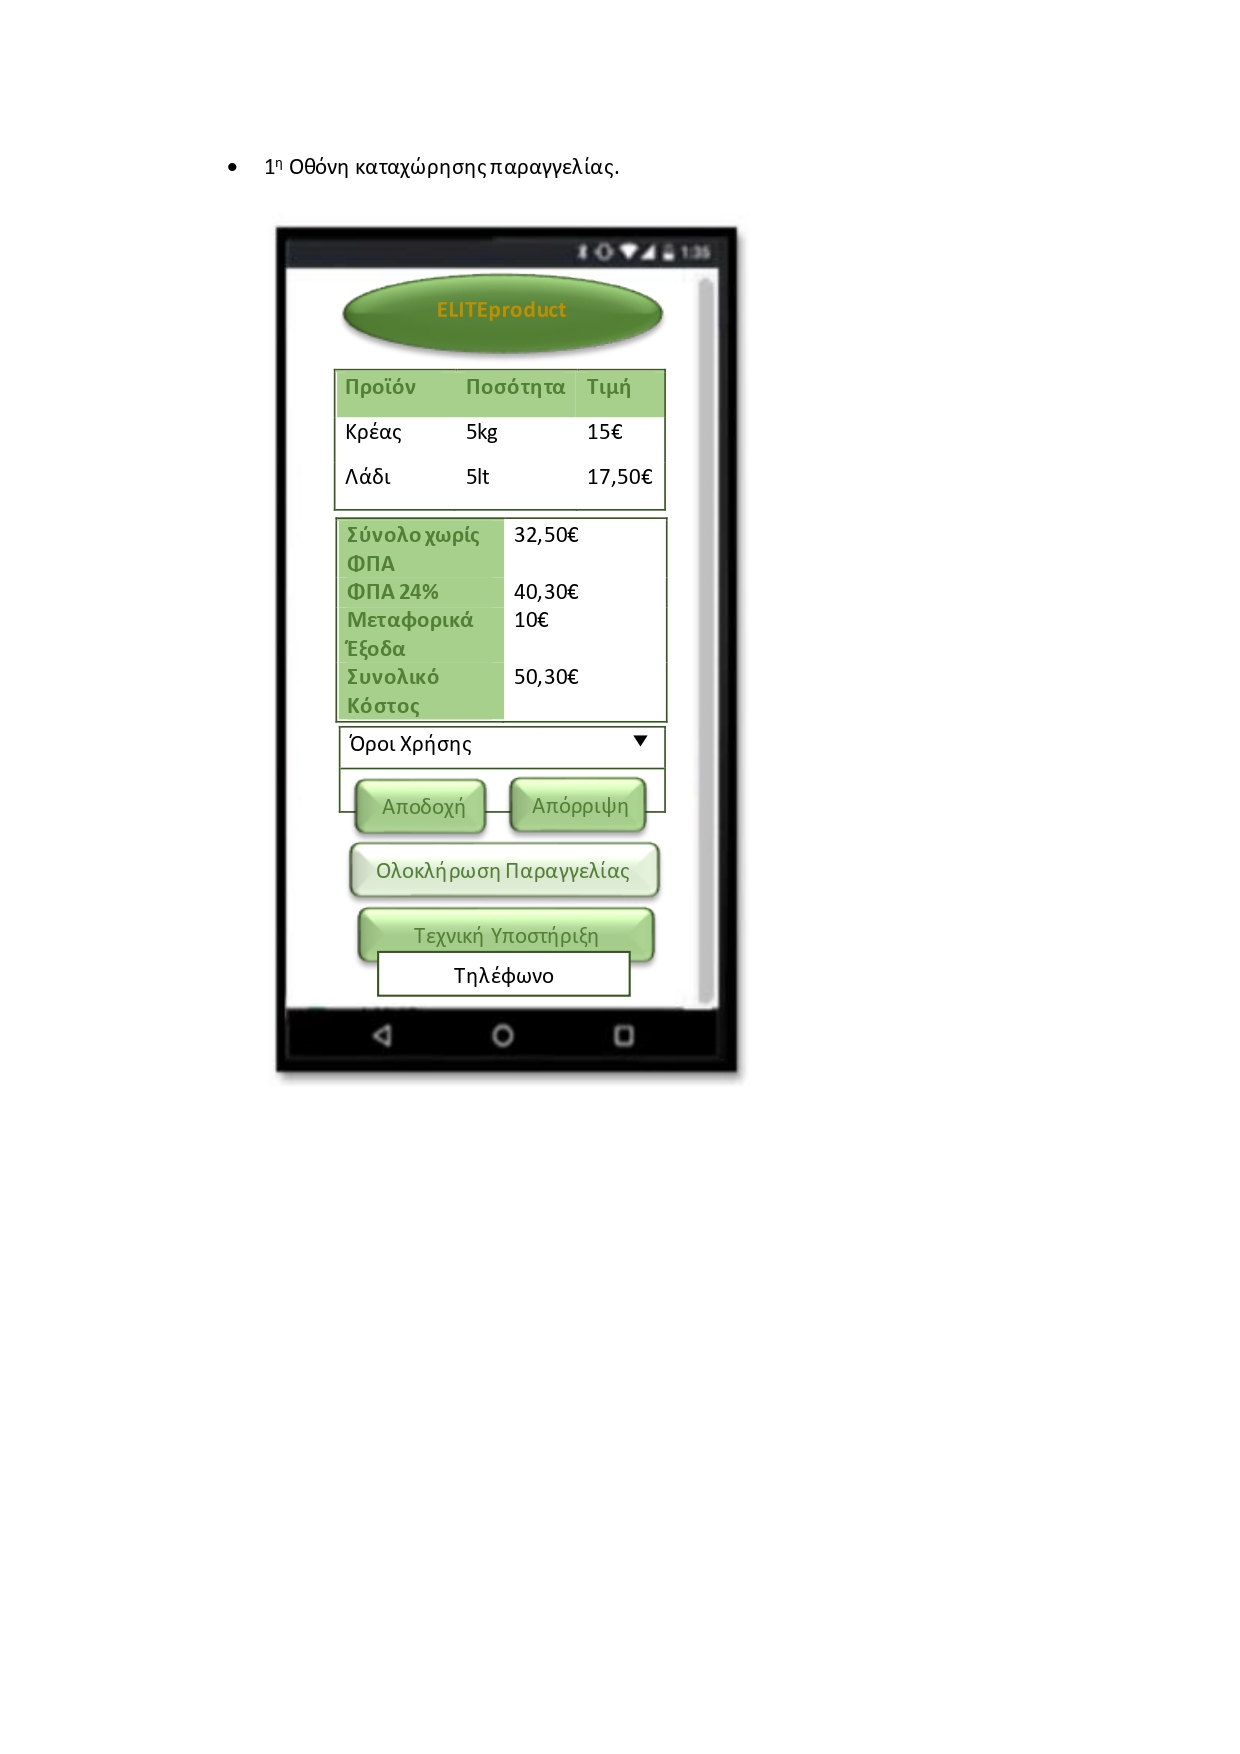 • 1η Οθόνη καταχώρησης παραγγελίας.
1:35
ELITEproduct
Προϊόν Ποσότητα Τιμή
Κρέας 5kg 15€
Λάδι 5lt 17,50€
Σύνολο χωρίς 32,50€
ΦΠΑ
ΦΠΑ 24% 40,30€
Μεταφορικά 10€
Έξοδα
Συνολικό 50,30€
Κόστος
Όροι Χρήσης
Αποδοχή Απόρριψη
Ολοκλήρωση Παραγγελίας
Τεχνική Υποστήριξη
Τηλέφωνο